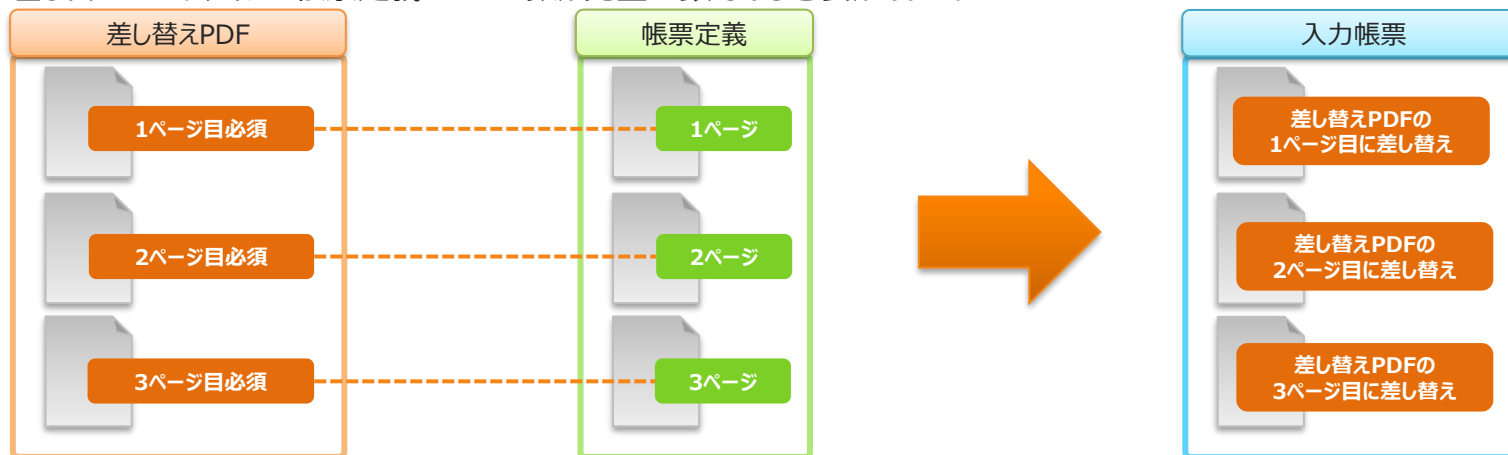 差し替えPDF
帳票定義
入力帳票
1ページ目必須
1ページ
差し替えPDFの
1ページ目に差し替え
2ページ目必須
2ページ
差し替えPDFの
2ページ目に差し替え
3ページ目必須
3ページ
差し替えPDFの
3ページ目に差し替え